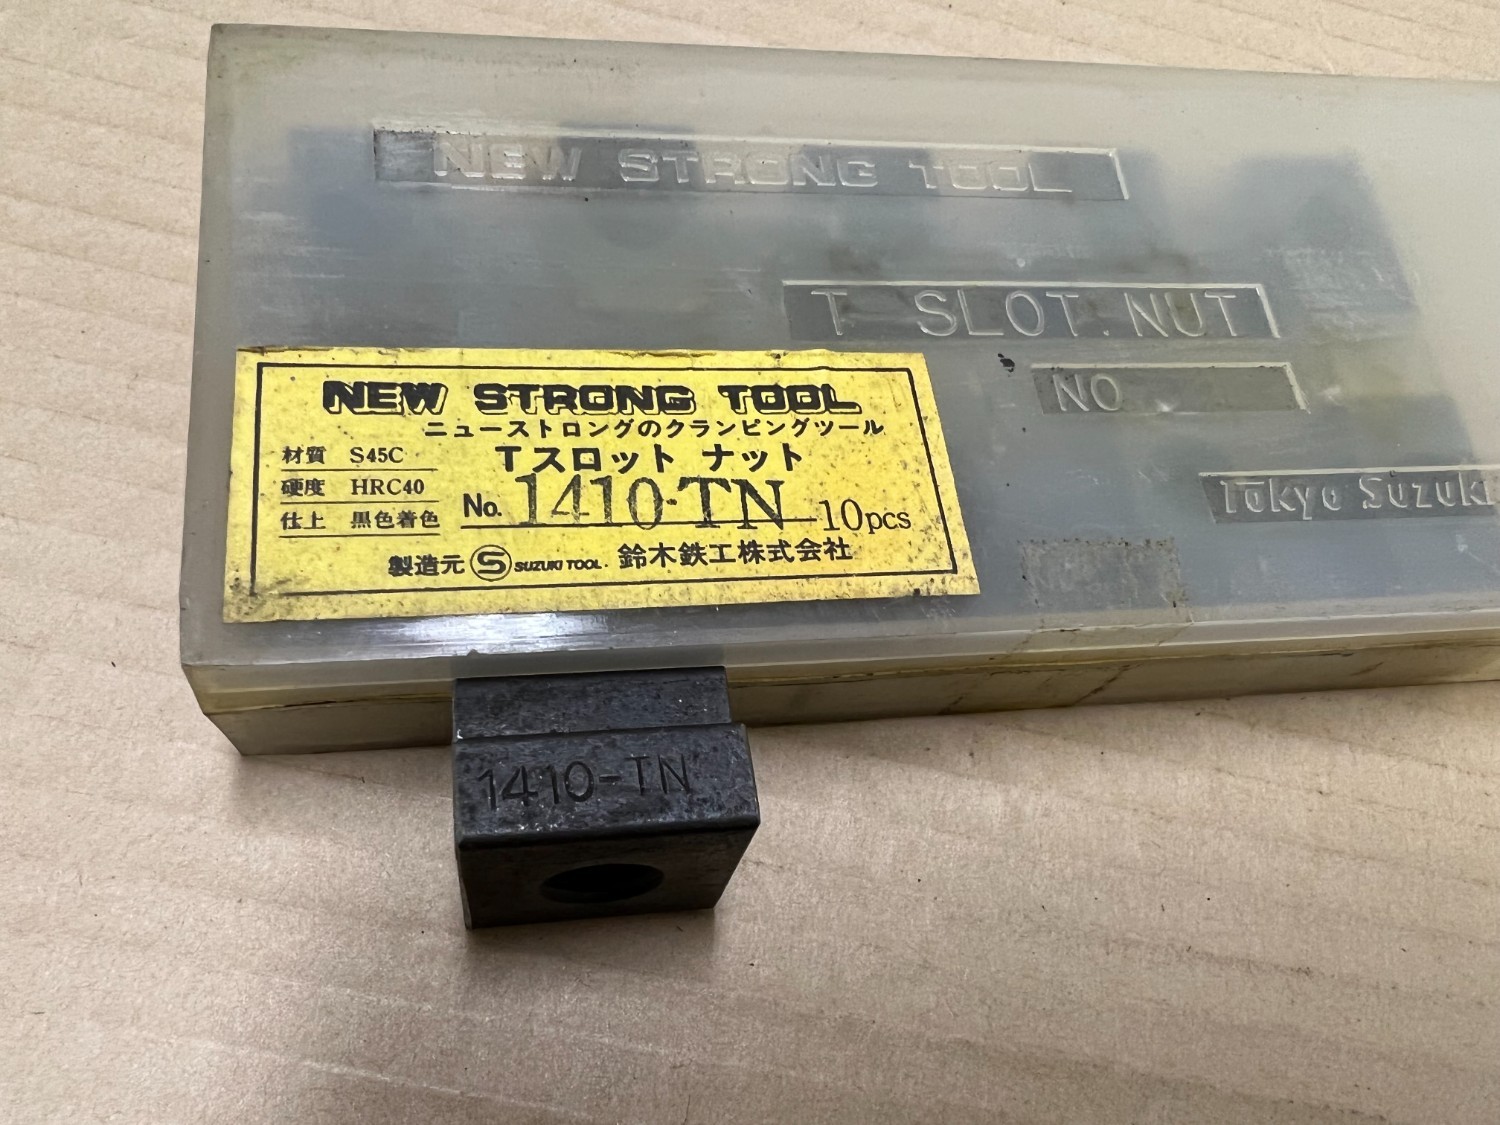 NEW STRONG TOOL
T SLOT NUT
NO
Tokyo Suzuki
NEW STRONG TOOL
ニューストロングのクランピングツール
材質 S45C
Tスロット ナット
硬度 HRC40
No. 1410-TN 10pcs
仕上 黒色着色
製造元 S SUZUKI TOOL. 鈴木鉄工株式会社
1410-TN